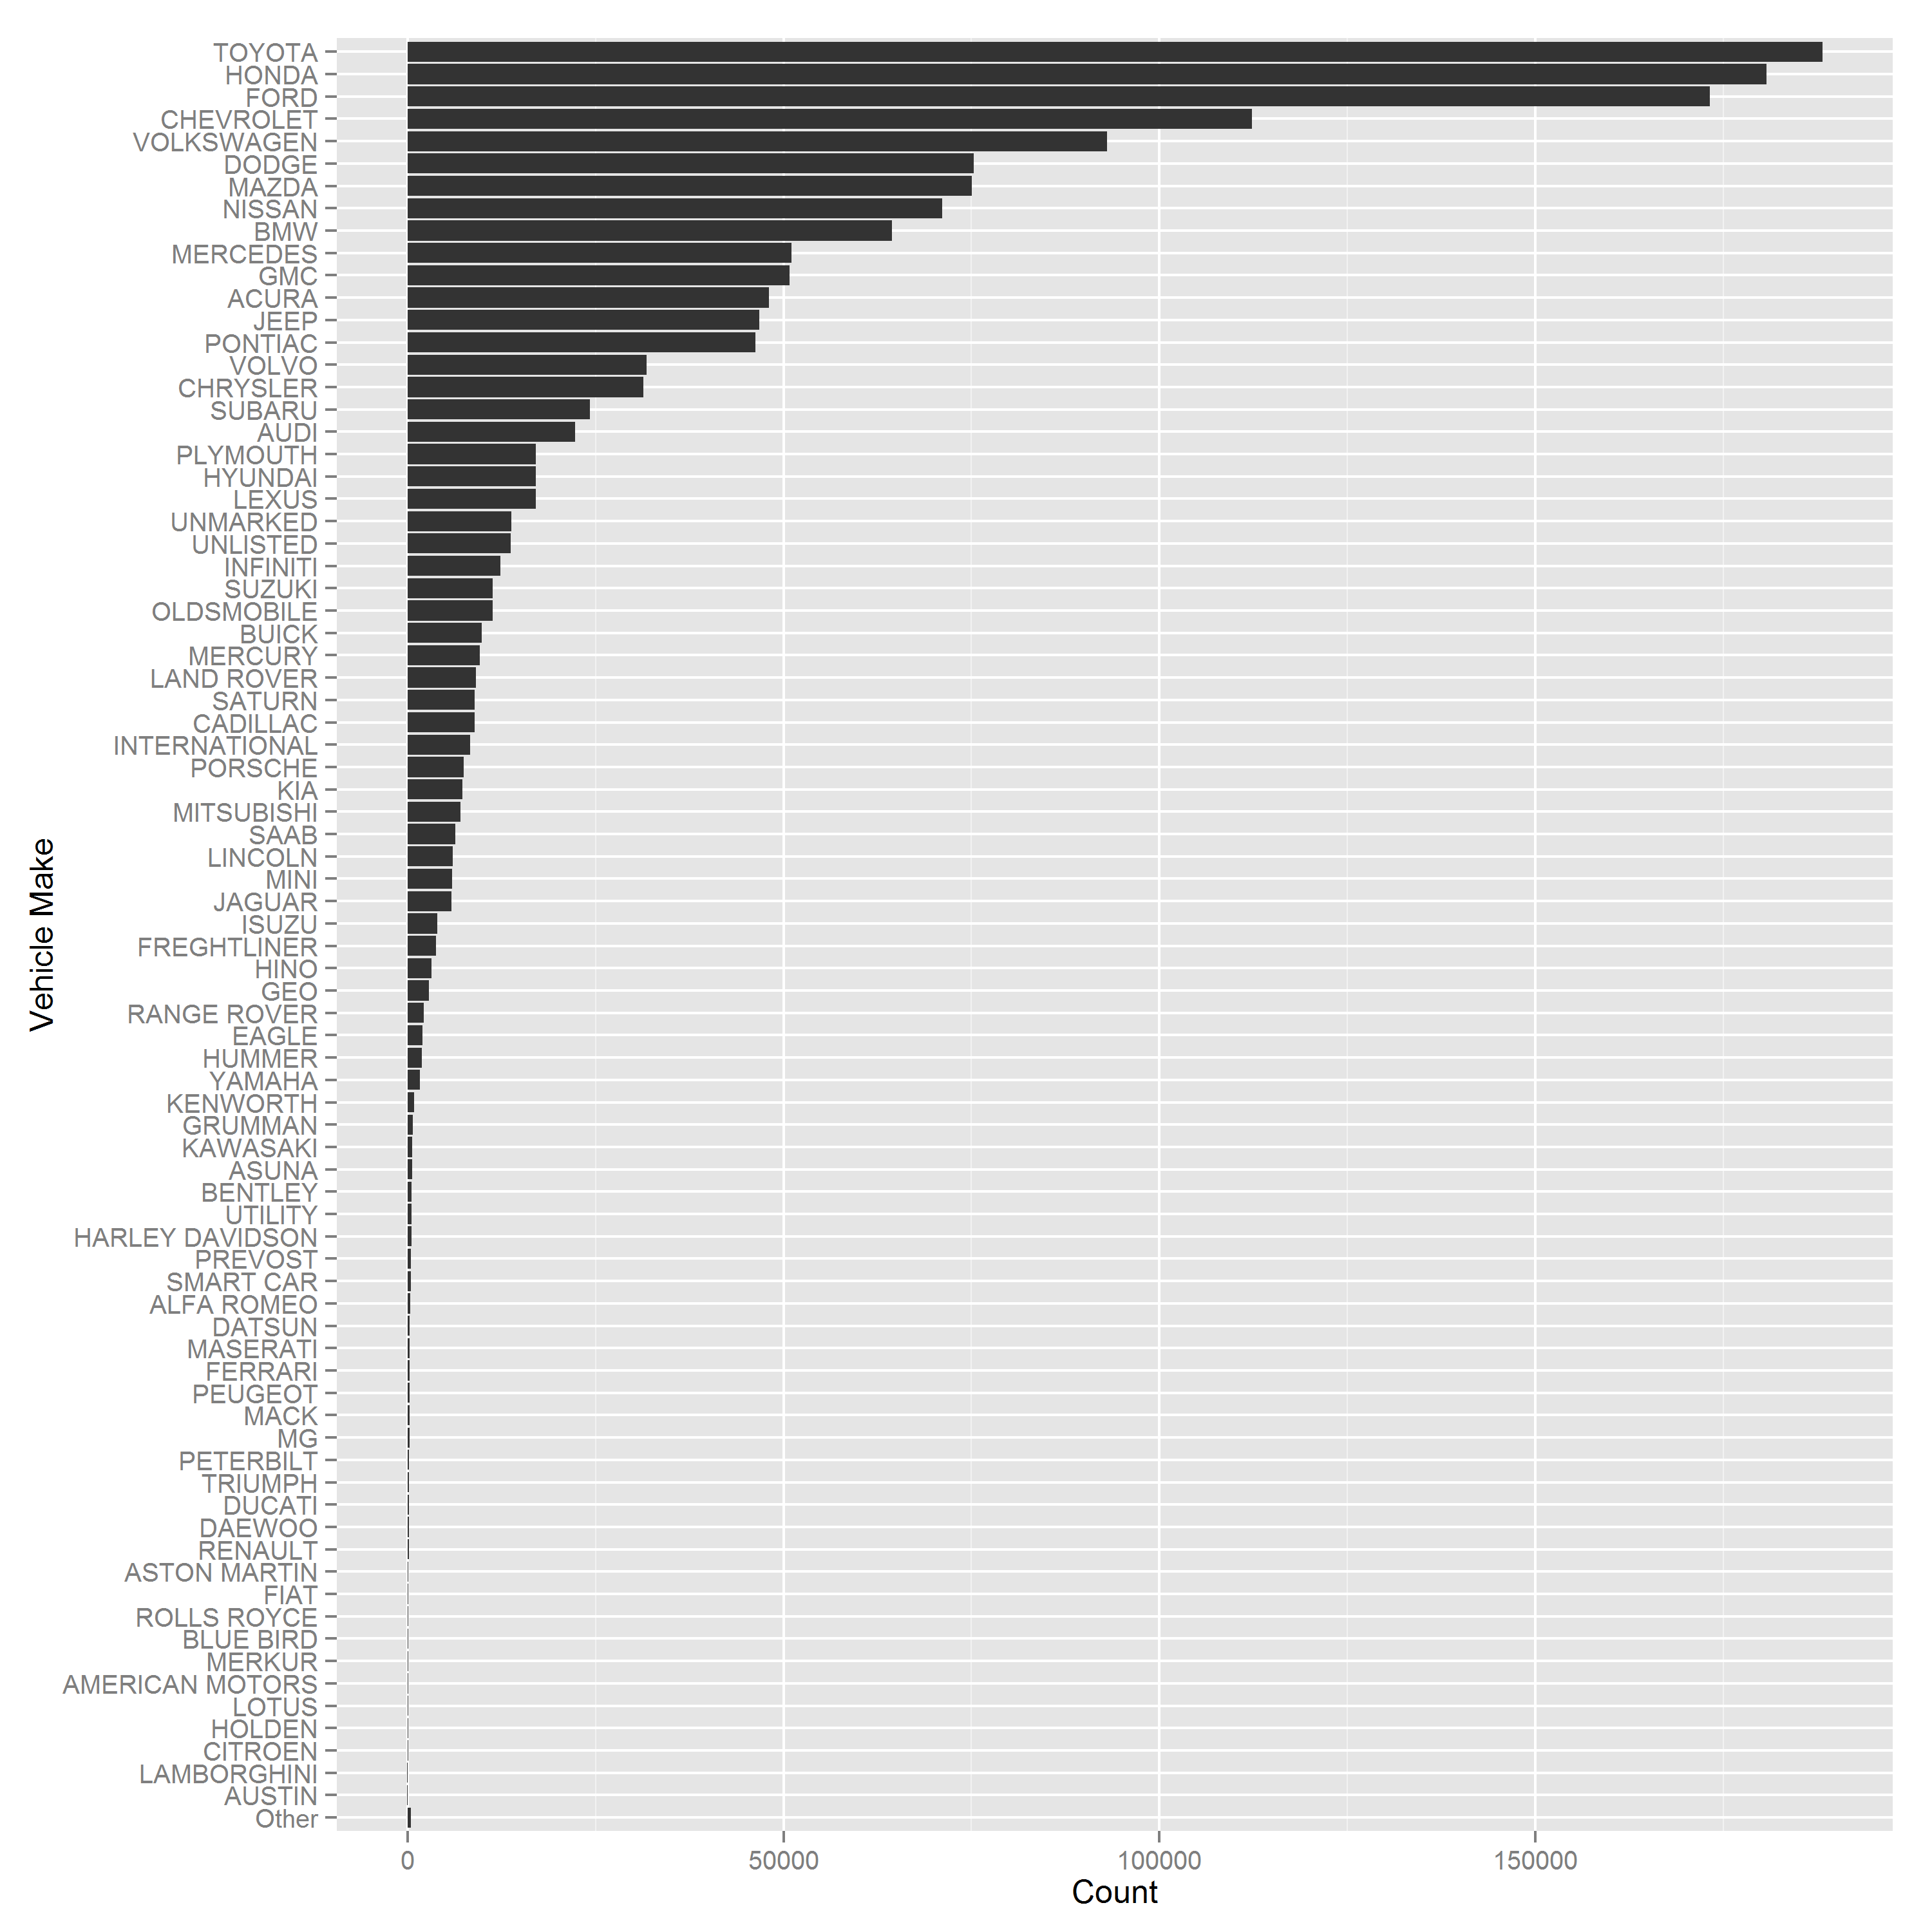 TOYOTA
HONDA
FORD
CHEVROLET
VOLKSWAGEN
DODGE
MAZDA
NISSAN
BMW
MERCEDES
GMC
ACURA
JEEP
PONTIAC
VOLVO
CHRYSLER
SUBARU
AUDI
PLYMOUTH
HYUNDAI
LEXUS
UNMARKED
UNLISTED
INFINITI
SUZUKI
OLDSMOBILE
BUICK
MERCURY
LAND ROVER
SATURN
CADILLAC
INTERNATIONAL
PORSCHE
KIA
MITSUBISHI
SAAB
LINCOLN
MINI
JAGUAR
ISUZU
FREGHTLINER
HINO
GEO
RANGE ROVER
EAGLE
HUMMER
YAMAHA
KENWORTH
GRUMMAN
KAWASAKI
ASUNA
BENTLEY
UTILITY
HARLEY DAVIDSON
PREVOST
SMART CAR
ALFA ROMEO
DATSUN
MASERATI
FERRARI
PEUGEOT
MACK
MG
PETERBILT
TRIUMPH
DUCATI
DAEWOO
RENAULT
ASTON MARTIN
FIAT
ROLLS ROYCE
BLUE BIRD
MERKUR
AMERICAN MOTORS
LOTUS
HOLDEN
CITROEN
LAMBORGHINI
AUSTIN
Other
Vehicle Make
0 50000 100000 150000
Count